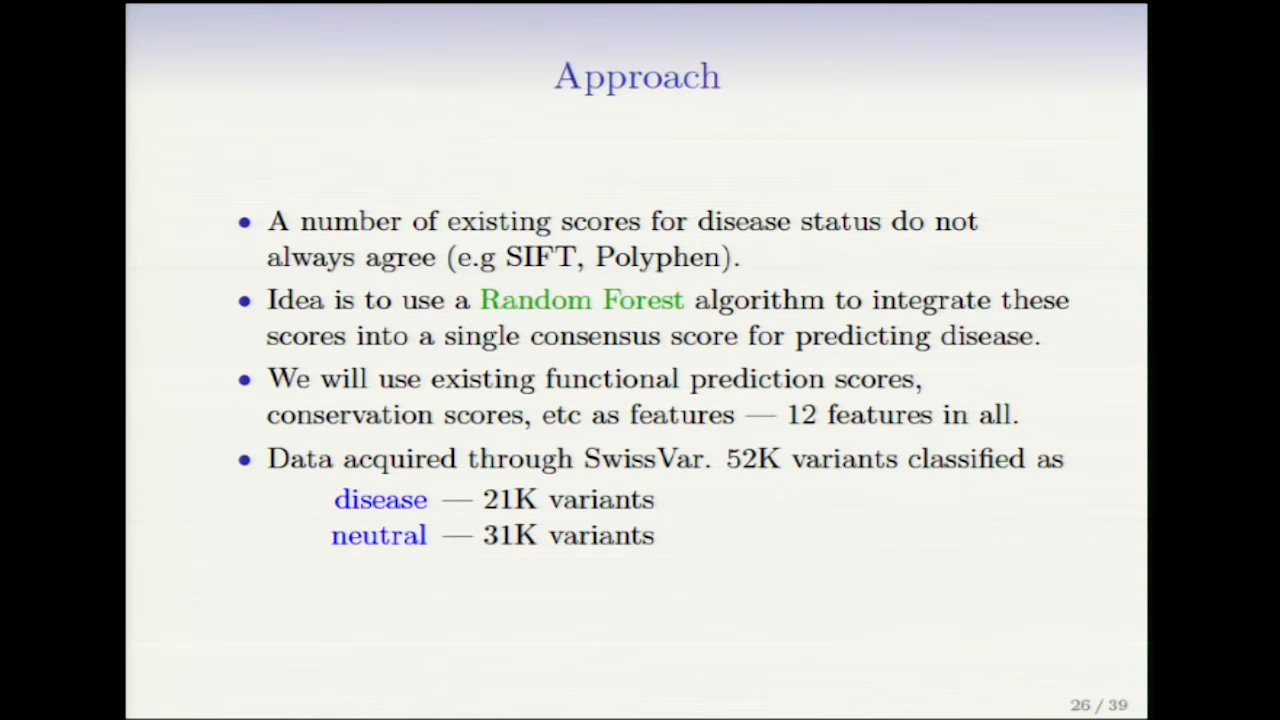 Approach
• A number of existing scores for disease status do not
always agree (e.g SIFT, Polyphen).
• Idea is to use a Random Forest algorithm to integrate these
scores into a single consensus score for predicting disease.
• We will use existing functional prediction scores,
conservation scores, etc as features — 12 features in all.
• Data acquired through SwissVar. 52K variants classified as
disease — 21K variants
neutral — 31K variants
26 / 39